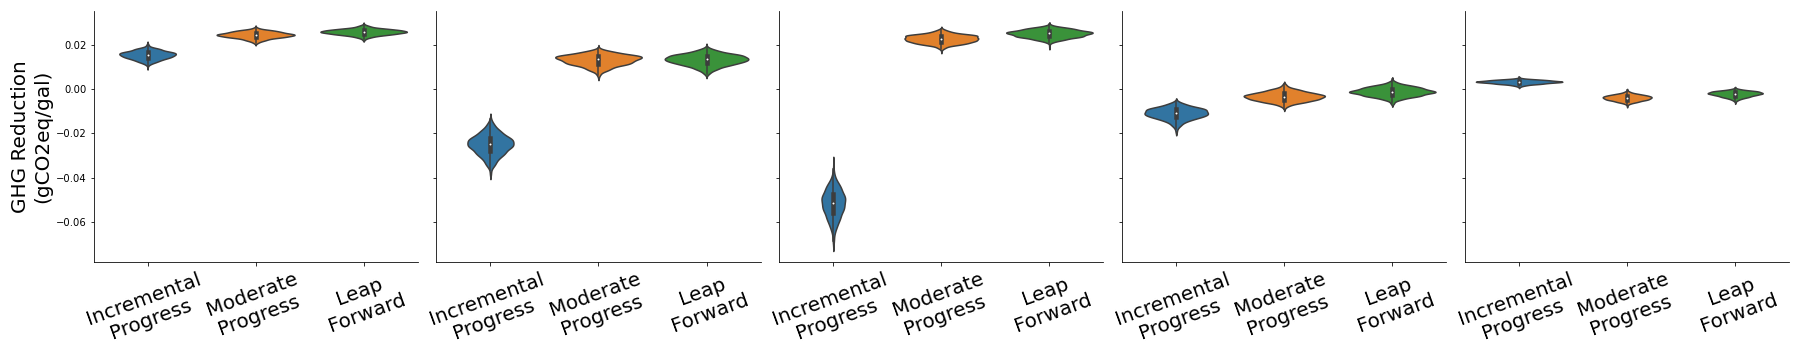 GHG Reduction
(gCO2eq/gal)
0.02
0.00
−0.02
−0.04
−0.06
Incremental
Progress
Moderate
Progress
Leap
Forward
Incremental
Progress
Moderate
Progress
Leap
Forward
Incremental
Progress
Moderate
Progress
Leap
Forward
Incremental
Progress
Moderate
Progress
Leap
Forward
Incremental
Progress
Moderate
Progress
Leap
Forward